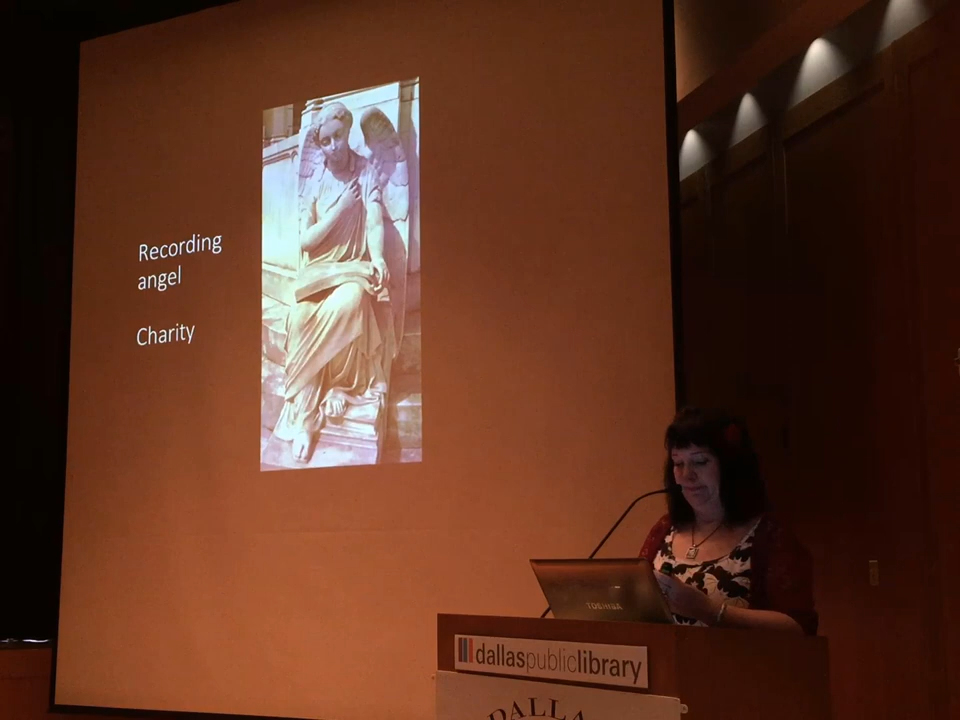 Recording
angel
Charity
TOSHIBA
dallaspubliclibrary